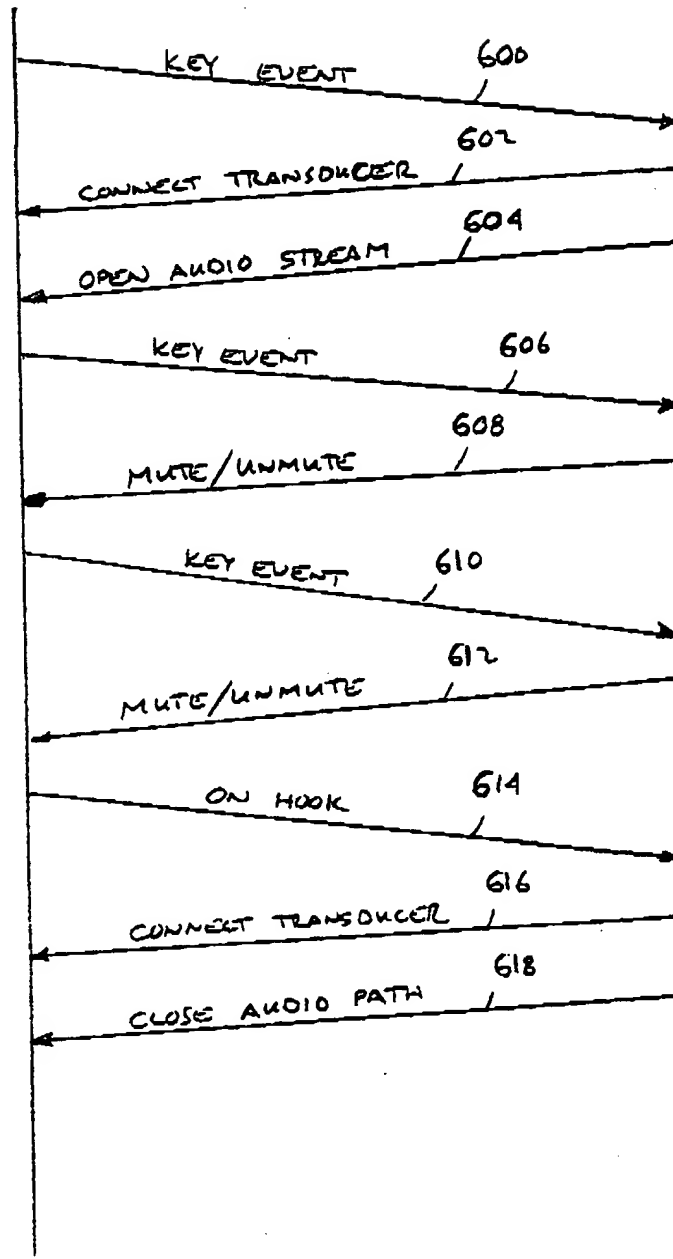 KEY EVENT 600
602
CONNECT TRANSDUCER
604
OPEN AUDIO STREAM
KEY EVENT 606
608
MUTE/UNMUTE
KEY EVENT 610
612
MUTE/UNMUTE
ON HOOK 614
616
CONNECT TRANSDUCER
618
CLOSE AUDIO PATH